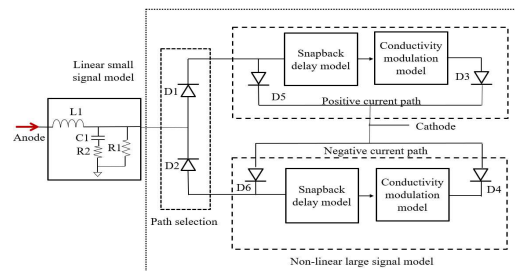 Linear small
signal model
L1
Anode
C1
R2
R1
D1
D2
Path selection
Snapback
delay model
Conductivity
modulation
model
D3
D5
Positive current path
Cathode
Negative current path
D6
Snapback
delay model
Conductivity
modulation
model
D4
Non-linear large signal model